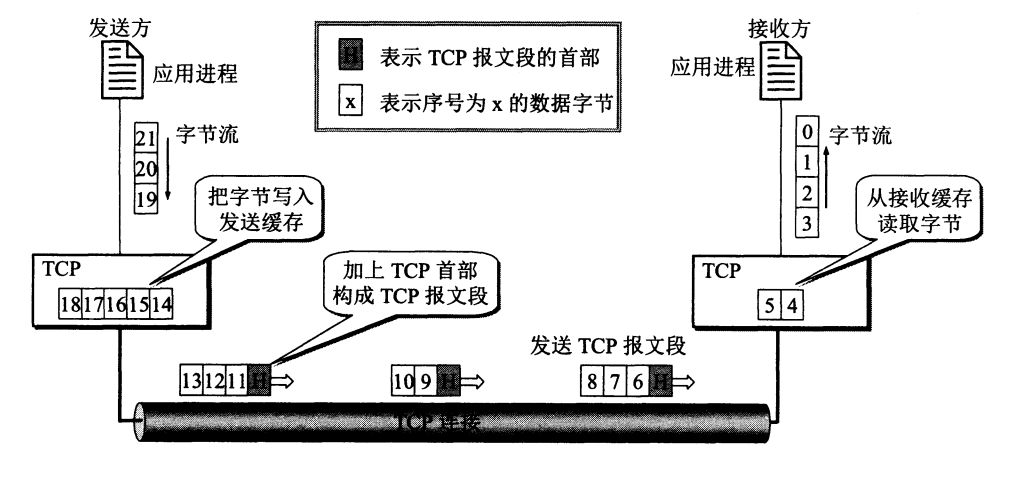 发送方
接收方
应用进程
应用进程
H 表示 TCP 报文段的首部
x 表示序号为 x 的数据字节
21
20
19
字节流
0
1
2
3
字节流
把字节写入
发送缓存
从接收缓存
读取字节
TCP
18 17 16 15 14
加上 TCP 首部
构成 TCP 报文段
TCP
5 4
发送 TCP 报文段
13 12 11 H
10 9 H
8 7 6 H
TCP 连接